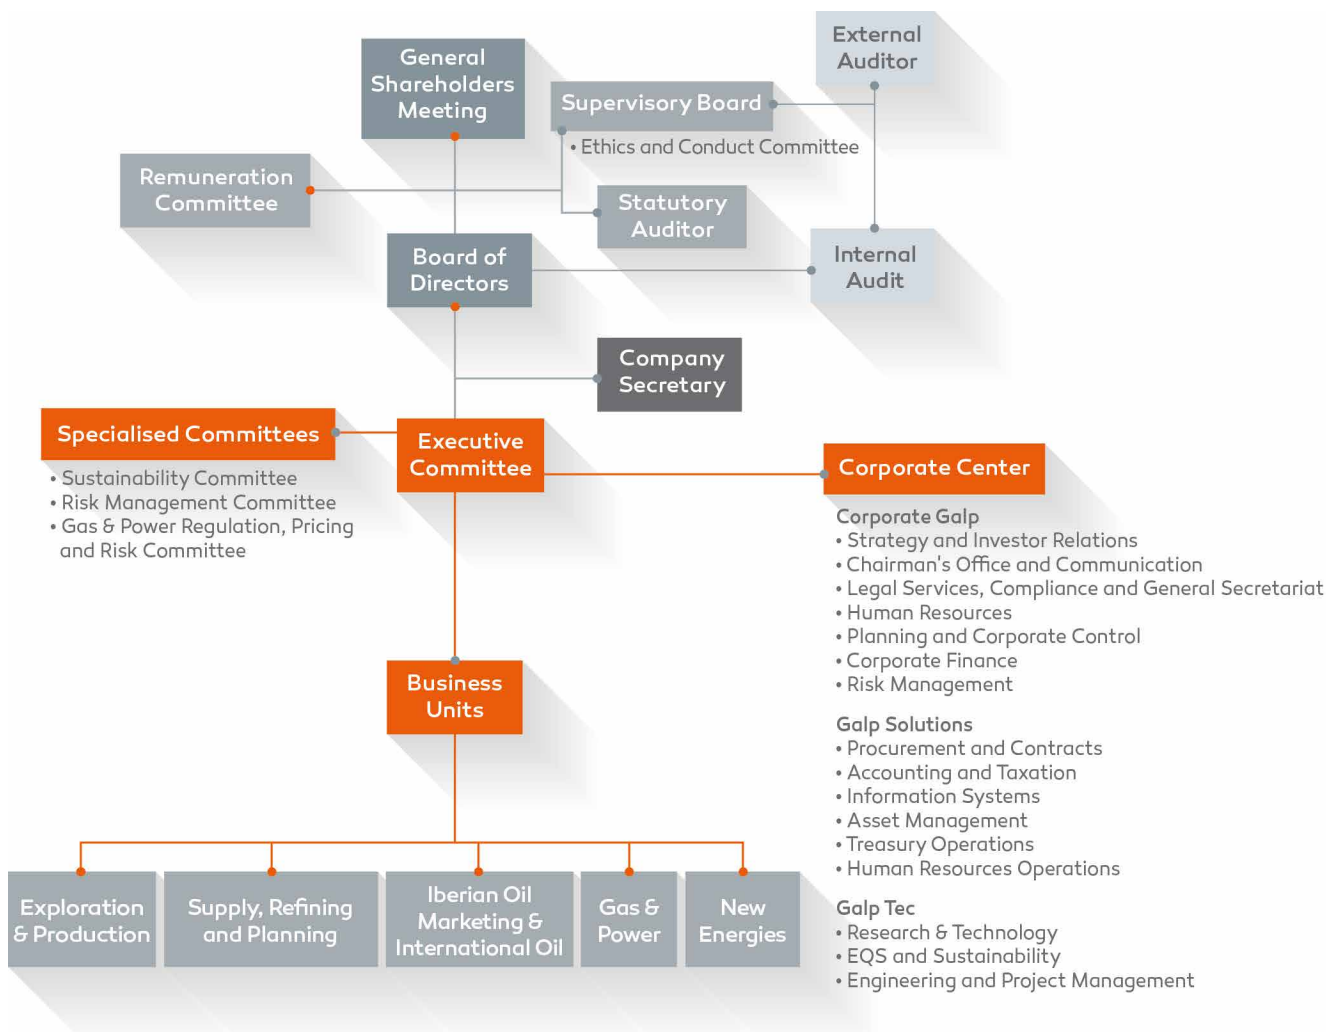 External
Auditor
General
Shareholders
Meeting
Supervisory Board
• Ethics and Conduct Committee
Remuneration
Committee
Statutory
Auditor
Board of
Directors
Internal
Audit
Company
Secretary
Specialised Committees
• Sustainability Committee
• Risk Management Committee
• Gas & Power Regulation, Pricing
and Risk Committee
Executive
Committee
Corporate Center
Corporate Galp
• Strategy and Investor Relations
• Chairman's Office and Communication
• Legal Services, Compliance and General Secretariat
• Human Resources
• Planning and Corporate Control
• Corporate Finance
• Risk Management
Galp Solutions
• Procurement and Contracts
• Accounting and Taxation
• Information Systems
• Asset Management
• Treasury Operations
• Human Resources Operations
Galp Tec
• Research & Technology
• EQS and Sustainability
• Engineering and Project Management
Business
Units
Exploration
& Production
Supply, Refining
and Planning
Iberian Oil
Marketing &
International Oil
Gas &
Power
New
Energies